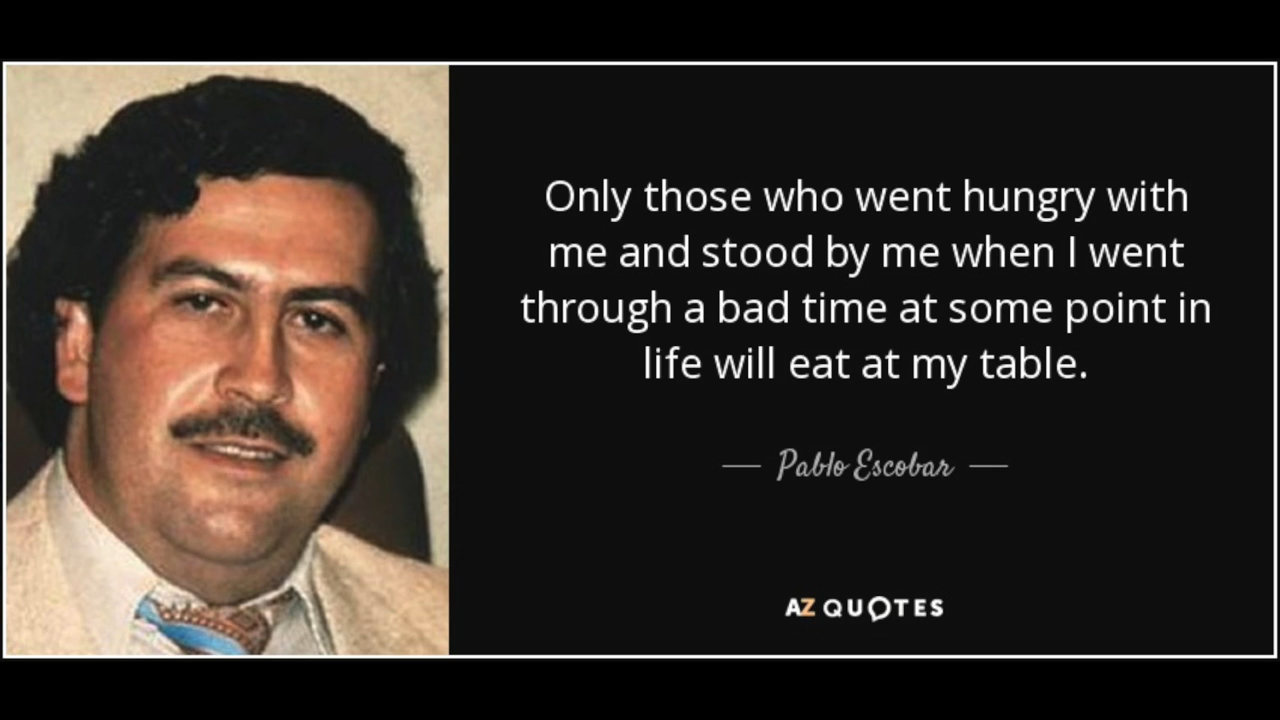 Only those who went hungry with
me and stood by me when I went
through a bad time at some point in
life will eat at my table.
Pablo Escobar
AZ QUOTES